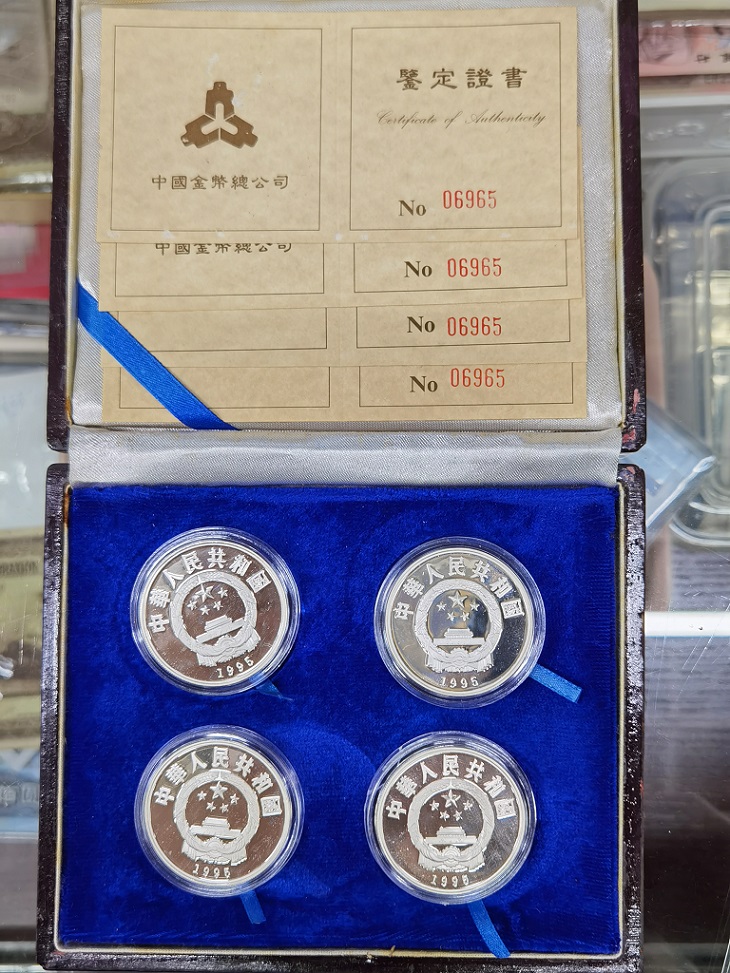 中國金幣總公司
鑒定證書
Certificate of Authenticity
No 06965
中國金幣總公司
No 06965
No 06965
No 06965
中華人民共和國
1995
中華人民共和國
1995
中華人民共和國
1995
中華人民共和國
1995